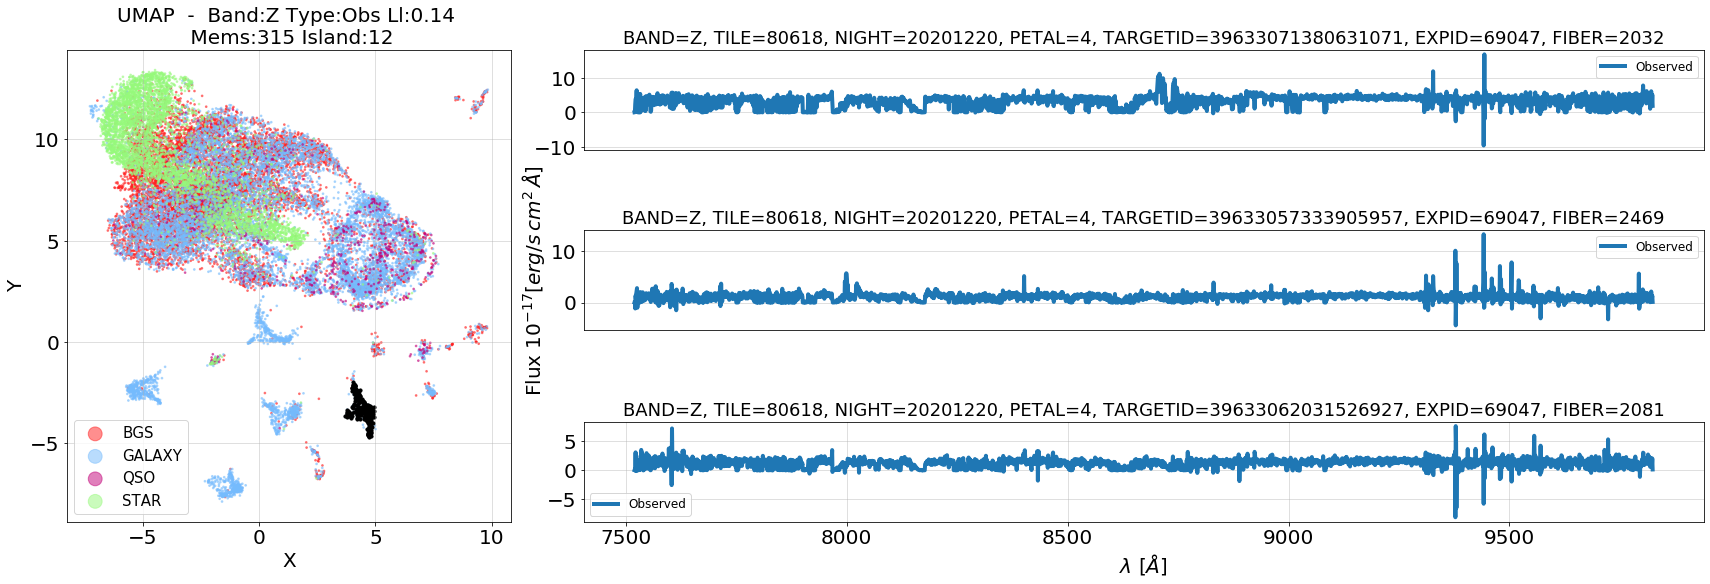 UMAP - Band:Z Type:Obs Ll:0.14
Mems:315 Island:12
Y
10
5
0
−5
BGS
GALAXY
QSO
STAR
−5
0
5
10
X
Flux 10^{−17}[erg/s cm^2 Å]
BAND=Z, TILE=80618, NIGHT=20201220, PETAL=4, TARGETID=39633071380631071, EXPID=69047, FIBER=2032
10
0
−10
Observed
BAND=Z, TILE=80618, NIGHT=20201220, PETAL=4, TARGETID=39633057333905957, EXPID=69047, FIBER=2469
10
0
Observed
BAND=Z, TILE=80618, NIGHT=20201220, PETAL=4, TARGETID=39633062031526927, EXPID=69047, FIBER=2081
5
0
−5
Observed
7500
8000
8500
9000
9500
λ [Å]